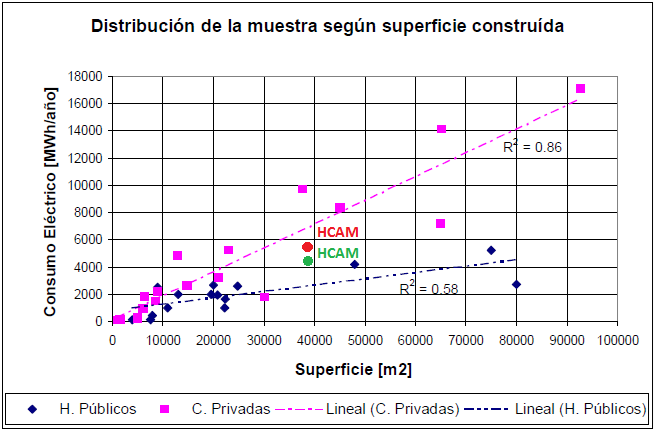 Distribución de la muestra según superficie construída
Consumo Eléctrico [MWh/año]
18000
16000
14000
12000
10000
8000
6000
4000
2000
0
R² = 0.86
HCAM
HCAM
R² = 0.58
0 10000 20000 30000 40000 50000 60000 70000 80000 90000 100000
Superficie [m2]
H. Públicos C. Privadas Lineal (C. Privadas) Lineal (H. Públicos)